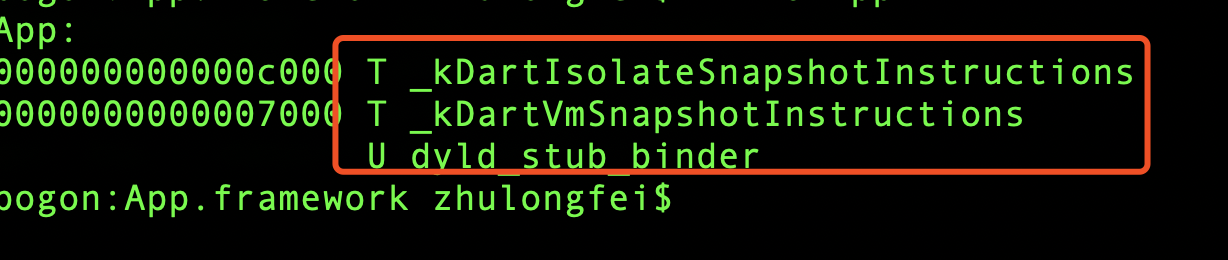 App:
000000000000c000 T _kDartIsolateSnapshotInstructions
0000000000007000 T _kDartVmSnapshotInstructions
U dyld_stub_binder
bogon:App.framework zhulongfei$